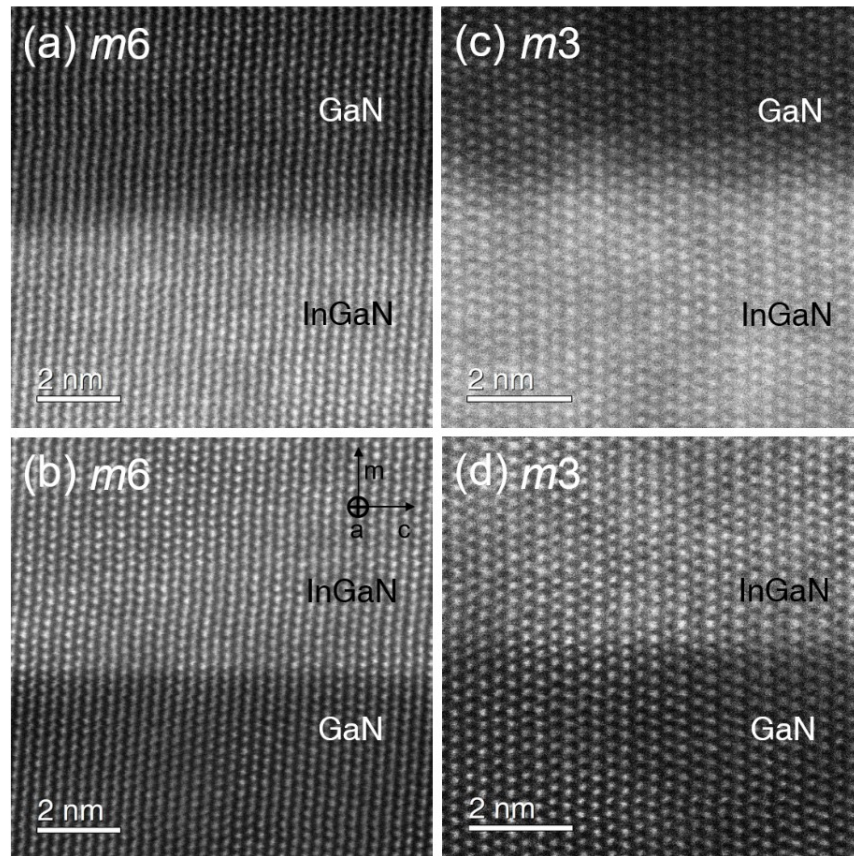 (a) m6
GaN
InGaN
2 nm
(c) m3
GaN
InGaN
2 nm
(b) m6
m
a
c
InGaN
GaN
2 nm
(d) m3
InGaN
GaN
2 nm